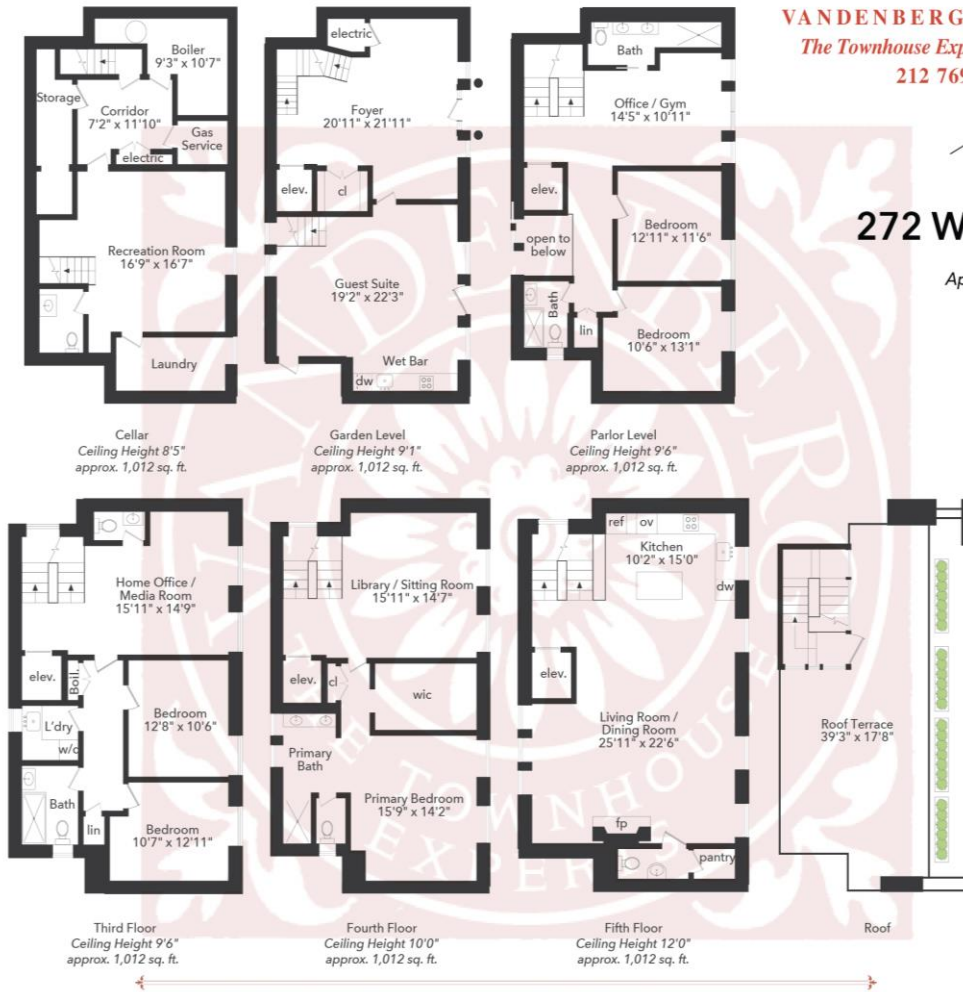 VANDENBERG
The Townhouse Exp
212 769
272 W
Ap
Boiler
9'3" x 10'7"
Storage
Corridor
7'2" x 11'10"
Gas
Service
electric
Recreation Room
16'9" x 16'7"
Laundry
Cellar
Ceiling Height 8'5"
approx. 1,012 sq. ft.
electric
Foyer
20'11" x 21'11"
elev.
cl
Guest Suite
19'2" x 22'3"
Wet Bar
dw
Garden Level
Ceiling Height 9'1"
approx. 1,012 sq. ft.
Bath
Office / Gym
14'5" x 10'11"
elev.
Bedroom
12'11" x 11'6"
open to
below
Bath
lin
Bedroom
10'6" x 13'1"
Parlor Level
Ceiling Height 9'6"
approx. 1,012 sq. ft.
Home Office /
Media Room
15'11" x 14'9"
elev.
Boil.
Bedroom
12'8" x 10'6"
L'dry
w/d
Bath
lin
Bedroom
10'7" x 12'11"
Third Floor
Ceiling Height 9'6"
approx. 1,012 sq. ft.
Library / Sitting Room
15'11" x 14'7"
elev.
cl
wic
Primary
Bath
Primary Bedroom
15'9" x 14'2"
Fourth Floor
Ceiling Height 10'0"
approx. 1,012 sq. ft.
ref
ov
Kitchen
10'2" x 15'0"
dw
elev.
Living Room /
Dining Room
25'11" x 22'6"
fp
pantry
Fifth Floor
Ceiling Height 12'0"
approx. 1,012 sq. ft.
Roof Terrace
39'3" x 17'8"
Roof
VANDENBERG
THE TOWNHOUSE
EXPERTS